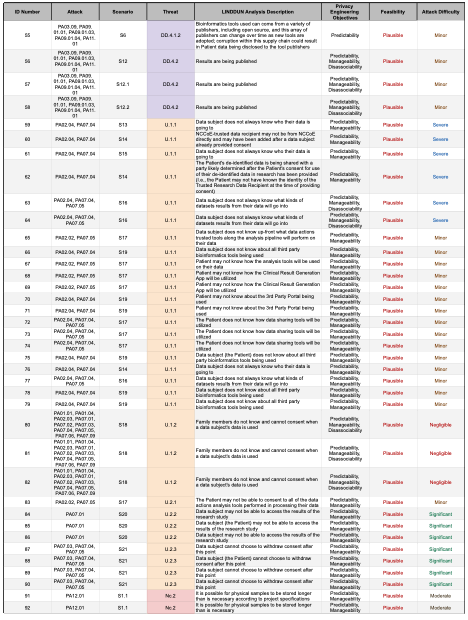 ID Number
Attack
Scenario
Threat
LINDDUN Analysis Description
Privacy
Engineering
Objectives
Feasibility
Attack Difficulty
55
PA03.05, PA09.
01.01, PA09.01.03,
PA09.01.04, PA11.
01
S6
DD.4.1.2
Bioinformatics tools used can come from a variety of
publishers, including open source, and this array of
publishers can change over time as new tools are
adopted; corruption within this supply chain could result
in Patient data being disclosed to the tool publishers
Predictability
Plausible
Minor
56
PA03.05, PA09.
01.01, PA09.01.03,
PA09.01.04, PA11.
01
S12
DD.4.2
Results are being published
Predictability,
Manageability,
Disassociability
Plausible
Minor
57
PA03.05, PA09.
01.01, PA09.01.03,
PA09.01.04, PA11.
01
S12.1
DD.4.2
Results are being published
Predictability,
Manageability,
Disassociability
Plausible
Minor
58
PA03.05, PA09.
01.01, PA09.01.03,
PA09.01.04, PA11.
01
S12.2
DD.4.2
Results are being published
Predictability,
Manageability,
Disassociability
Plausible
Minor
59
PA02.04, PA07.04
S13
U.1.1
Data subject does not always know who their data is
going to
Predictability,
Manageability
Plausible
Severe
60
PA02.04, PA07.04
S14
U.1.1
NCCoE-trusted data recipient may not be from NCCoE
directly and may have been added after a data subject
already provided consent
Predictability,
Manageability
Plausible
Severe
61
PA02.04, PA07.04
S15
U.1.1
Data subject does not always know who their data is
going to
Predictability,
Manageability
Plausible
Severe
62
PA02.04, PA07.04
S14
U.1.1
The Patient's de-identified data is being shared with a
party likely determined after the Patient's consent for use
of their de-identified data in research has been provided
(i.e., the Patient may not have known the identity of the
Trusted Research Data Recipient at the time of providing
consent)
Predictability,
Manageability
Plausible
Severe
63
PA02.04, PA07.04,
PA07.05
S16
U.1.1
Data subject does not always know what kinds of
datasets results from their data will go into
Predictability,
Manageability,
Disassociability
Plausible
Severe
64
PA02.04, PA07.04,
PA07.05
S16
U.1.1
Data subject does not always know what kinds of
datasets results from their data will go into
Predictability,
Manageability,
Disassociability
Plausible
Severe
65
PA02.02, PA07.05
S17
U.1.1
Data subject does not know up-front what data actions
trusted tools along the analysis pipeline will perform on
their data
Predictability,
Manageability
Plausible
Minor
66
PA02.04, PA07.04
S19
U.1.1
Data subject does not know about all third party
bioinformatics tools used
Predictability,
Manageability
Plausible
Minor
67
PA02.02, PA07.05
S17
U.1.1
Patient may not know how the analysis tools will be used
on their data
Predictability,
Manageability
Plausible
Minor
68
PA02.02, PA07.05
S17
U.1.1
Patient may not know how the Clinical Result Generation
App will be utilized
Predictability,
Manageability
Plausible
Minor
69
PA02.02, PA07.05
S17
U.1.1
Patient may not know how the Clinical Result Generation
App will be utilized
Predictability,
Manageability
Plausible
Minor
70
PA02.04, PA07.04
S19
U.1.1
Patient may not know about the 3rd Party Portal being
used
Predictability,
Manageability
Plausible
Minor
71
PA02.04, PA07.04
S19
U.1.1
Patient may not know about the 3rd Party Portal being
used
Predictability,
Manageability
Plausible
Minor
72
PA02.04, PA07.04,
PA07.05
S17
U.1.1
The Patient does not know how data sharing tools will be
utilized
Predictability,
Manageability
Plausible
Minor
73
PA02.04, PA07.04,
PA07.05
S17
U.1.1
The Patient does not know how data sharing tools will be
utilized
Predictability,
Manageability
Plausible
Minor
74
PA02.04, PA07.04,
PA07.05
S17
U.1.1
The Patient does not know how data sharing tools will be
utilized
Predictability,
Manageability
Plausible
Minor
75
PA02.04, PA07.04
S19
U.1.1
Data subject (the Patient) does not know about all third
party bioinformatics tools being used
Predictability,
Manageability
Plausible
Minor
76
PA02.04, PA07.04
S14
U.1.1
Data subject does not always know who their data is
going to
Predictability,
Manageability
Plausible
Minor
77
PA02.04, PA07.04,
PA07.05
S16
U.1.1
Data subject does not always know what kinds of
datasets results from their data will go into
Predictability,
Manageability
Plausible
Minor
78
PA02.04, PA07.04
S19
U.1.1
Data subject does not know about all third party
bioinformatics tools used
Predictability,
Manageability
Plausible
Minor
79
PA02.04, PA07.04
S19
U.1.1
Data subject does not know about all third party
bioinformatics tools used
Predictability,
Manageability
Plausible
Minor
80
PA01.01, PA01.04,
PA02.03, PA07.01,
PA07.02, PA07.03,
PA07.04, PA07.05,
PA07.06, PA07.09
S18
U.1.2
Family members do not know and cannot consent when
a data subject's data is used
Predictability,
Manageability,
Disassociability
Plausible
Negligible
81
PA01.01, PA01.04,
PA02.03, PA07.01,
PA07.02, PA07.03,
PA07.04, PA07.05,
PA07.06, PA07.09
S18
U.1.2
Family members do not know and cannot consent when
a data subject's data is used
Predictability,
Manageability,
Disassociability
Plausible
Negligible
82
PA01.01, PA01.04,
PA02.03, PA07.01,
PA07.02, PA07.03,
PA07.04, PA07.05,
PA07.06, PA07.09
S18
U.1.2
Family members do not know and cannot consent when
a data subject's data is used
Predictability,
Manageability,
Disassociability
Plausible
Negligible
83
PA02.02, PA07.05
S17
U.2.1
The Patient may not be able to consent to all of the data
actions analysis tools performed in processing their data
Predictability,
Manageability
Plausible
Minor
84
PA07.01
S20
U.2.2
Data subject may not be able to access the results of the
research study
Predictability,
Manageability
Plausible
Significant
85
PA07.01
S20
U.2.2
Data subject (the Patient) may not be able to access the
results of the research study
Predictability,
Manageability
Plausible
Significant
86
PA07.01
S20
U.2.2
Data subject may not be able to access the results of the
research study
Predictability,
Manageability
Plausible
Significant
87
PA07.03, PA07.04,
PA07.05
S21
U.2.3
Data subject cannot choose to withdraw consent after
this point
Predictability,
Manageability
Plausible
Significant
88
PA07.03, PA07.04,
PA07.05
S21
U.2.3
Data subject (the Patient) cannot choose to withdraw
consent after this point
Predictability,
Manageability
Plausible
Significant
89
PA07.03, PA07.04,
PA07.05
S21
U.2.3
Data subject cannot choose to withdraw consent after
this point
Predictability,
Manageability
Plausible
Significant
90
PA07.03, PA07.04,
PA07.05
S21
U.2.3
Data subject cannot choose to withdraw consent after
this point
Predictability,
Manageability
Plausible
Significant
91
PA12.01
S1.1
Nc.2
It is possible for physical samples to be stored longer
than is necessary according to project specifications
Predictability,
Manageability
Plausible
Moderate
92
PA12.01
S1.1
Nc.2
It is possible for physical samples to be stored longer
than is necessary
Predictability,
Manageability
Plausible
Moderate